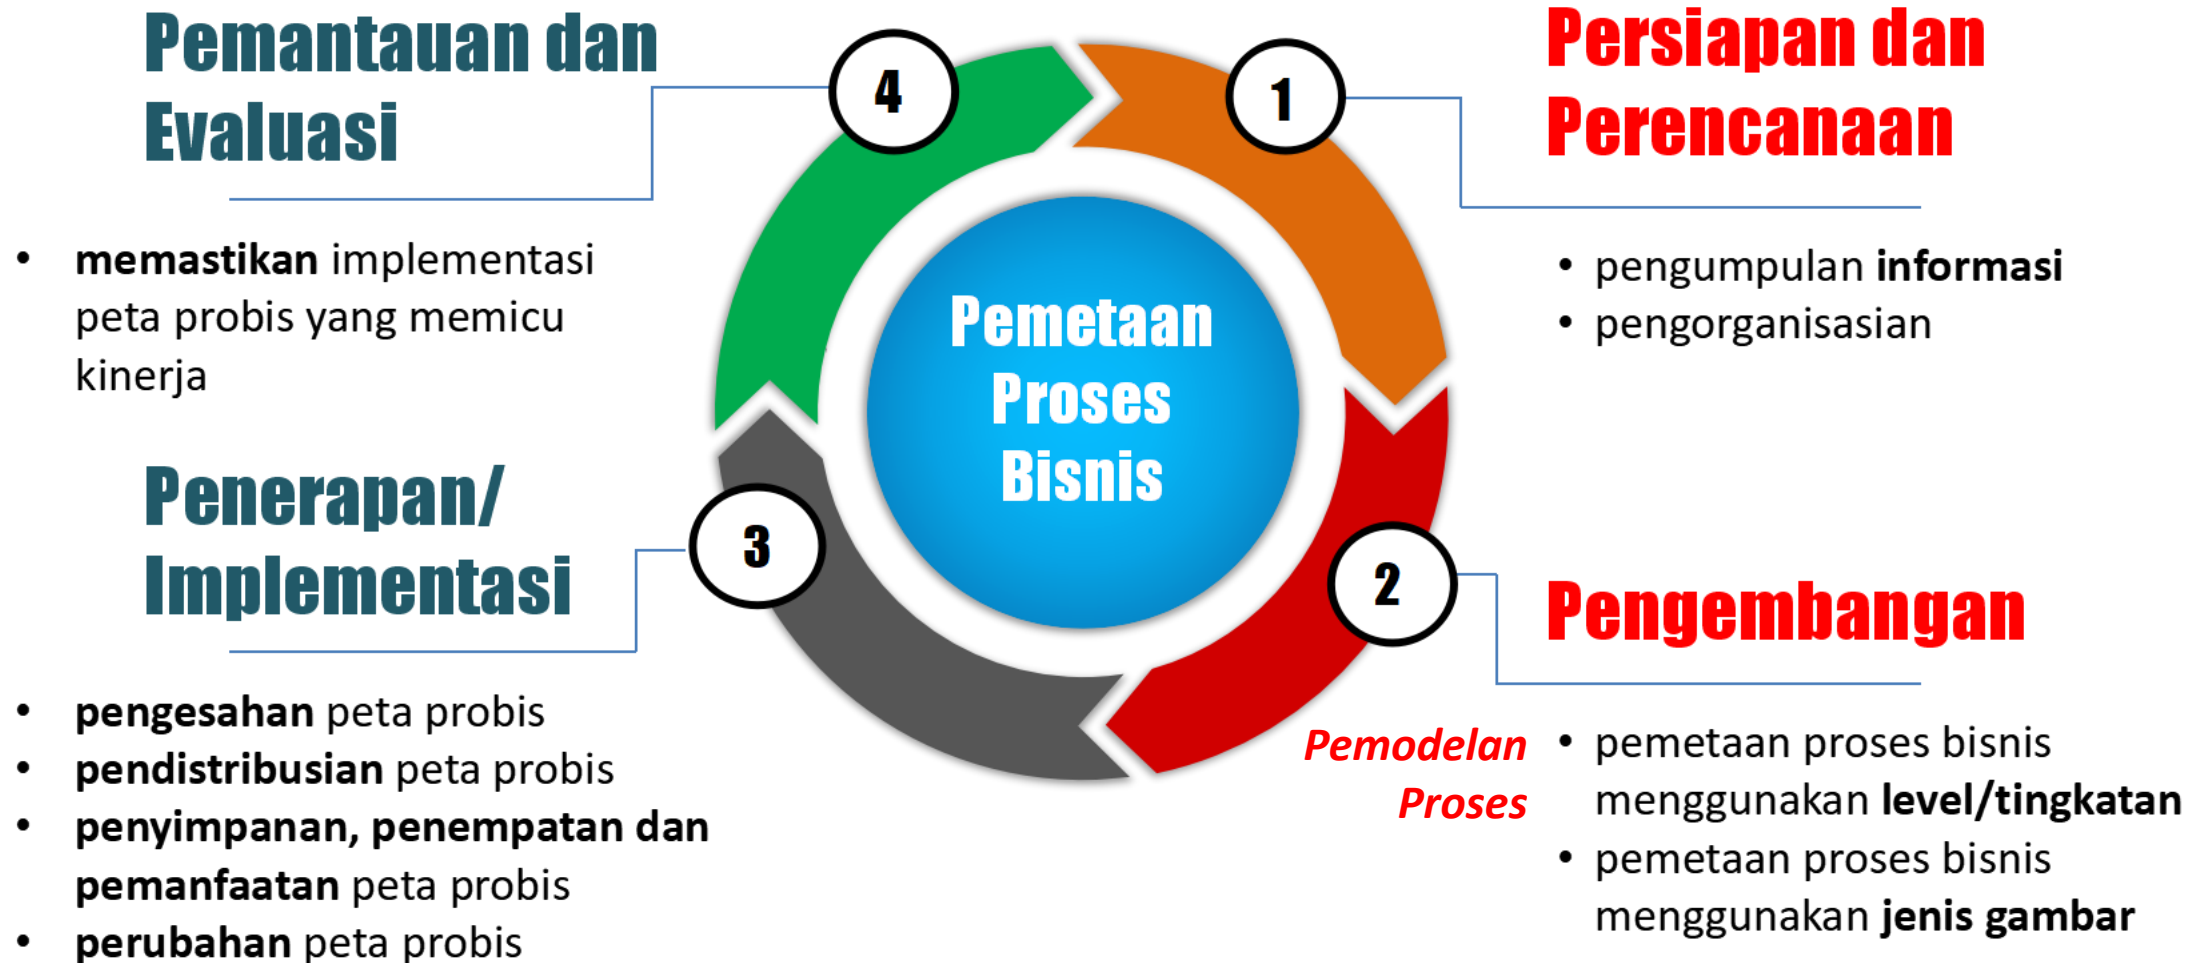 Pemantauan dan
Evaluasi
4
• memastikan implementasi
peta probis yang memicu
kinerja
Penerapan/
Implementasi
3
• pengesahan peta probis
• pendistribusian peta probis
• penyimpanan, penempatan dan
pemanfaatan peta probis
• perubahan peta probis
Pemetaan
Proses
Bisnis
1
Persiapan dan
Perencanaan
• pengumpulan informasi
• pengorganisasian
2
Pengembangan
Pemodelan
Proses
• pemetaan proses bisnis
menggunakan level/tingkatan
• pemetaan proses bisnis
menggunakan jenis gambar